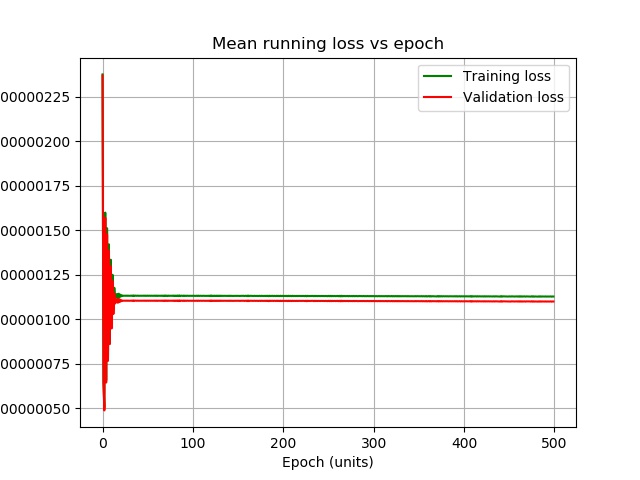 Mean running loss vs epoch
Training loss
Validation loss
00000225
00000200
00000175
00000150
00000125
00000100
00000075
00000050
0 100 200 300 400 500
Epoch (units)